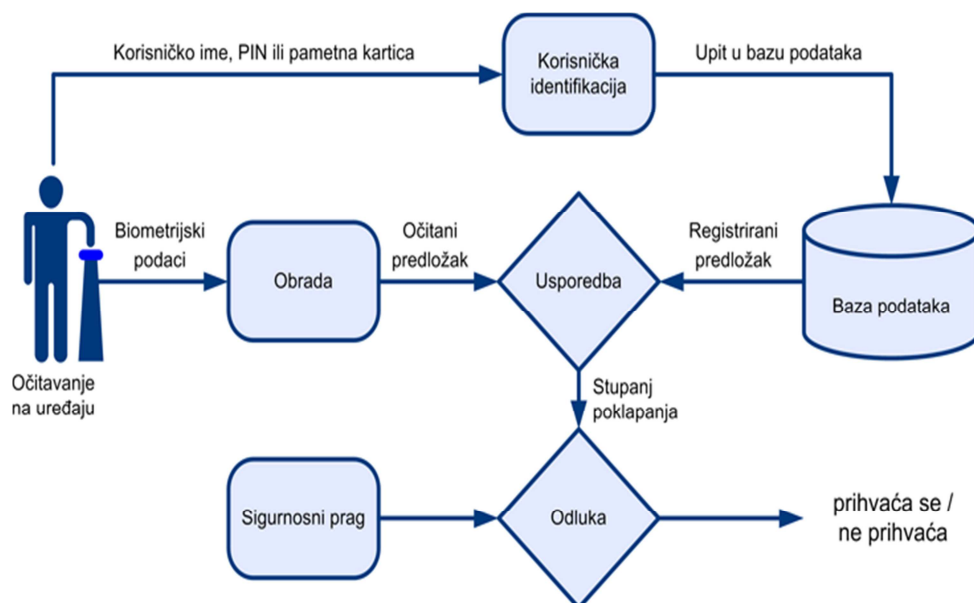 Korisničko ime, PIN ili pametna kartica
Korisnička
identifikacija
Upit u bazu podataka
Biometrijski
podaci
Obrada
Očitani
predložak
Usporedba
Registrirani
predložak
Baza podataka
Očitavanje
na uređaju
Stupanj
poklapanja
Sigurnosni prag
Odluka
prihvaća se /
ne prihvaća